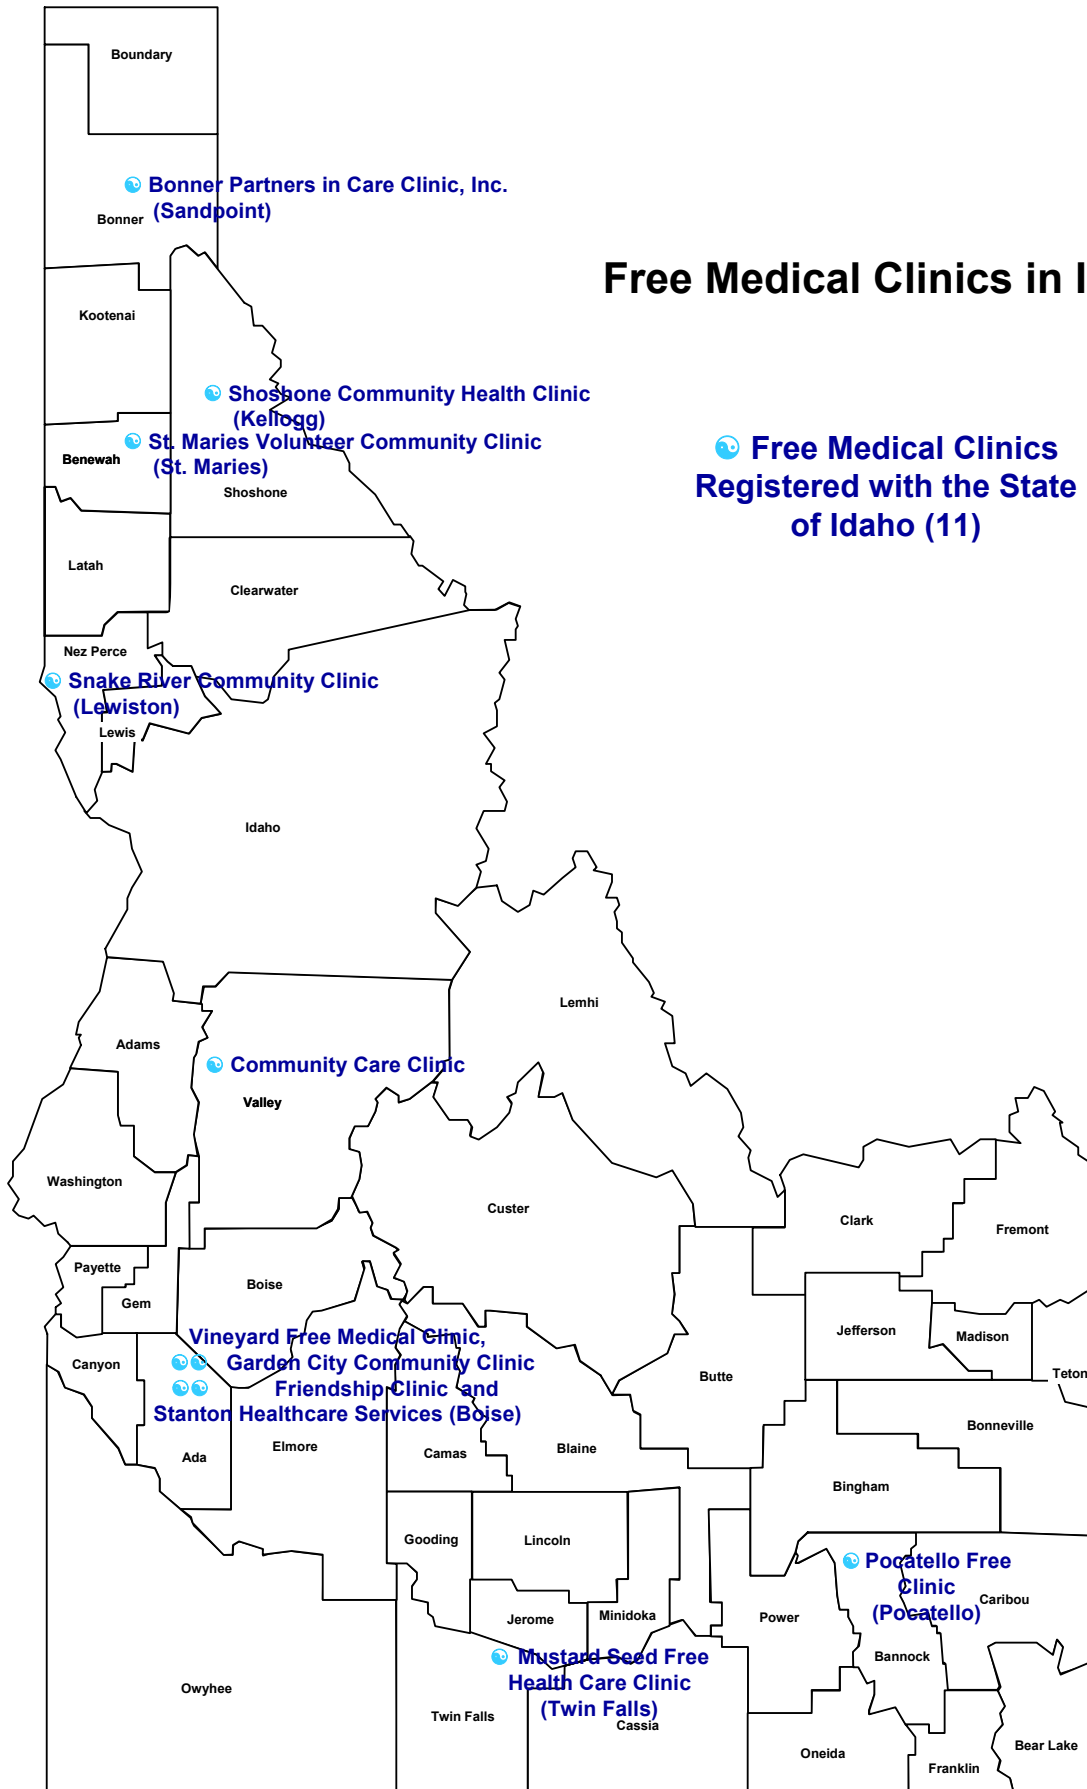 Boundary
Bonner Partners in Care Clinic, Inc.
(Sandpoint)
Bonner
Free Medical Clinics in I
Kootenai
Shoshone Community Health Clinic
(Kellogg)
St. Maries Volunteer Community Clinic
(St. Maries)
Benewah
Shoshone
Free Medical Clinics
Registered with the State
of Idaho (11)
Latah
Clearwater
Nez Perce
Snake River Community Clinic
(Lewiston)
Lewis
Idaho
Lemhi
Adams
Community Care Clinic
Valley
Washington
Custer
Clark
Fremont
Payette
Boise
Gem
Vineyard Free Medical Clinic,
Garden City Community Clinic
Friendship Clinic and
Stanton Healthcare Services (Boise)
Canyon
Jefferson
Madison
Butte
Teton
Bonneville
Ada
Elmore
Camas
Blaine
Bingham
Gooding
Lincoln
Pocatello Free
Clinic
(Pocatello)
Caribou
Jerome
Minidoka
Power
Bannock
Mustard Seed Free
Health Care Clinic
(Twin Falls)
Owyhee
Twin Falls
Cassia
Oneida
Franklin
Bear Lake